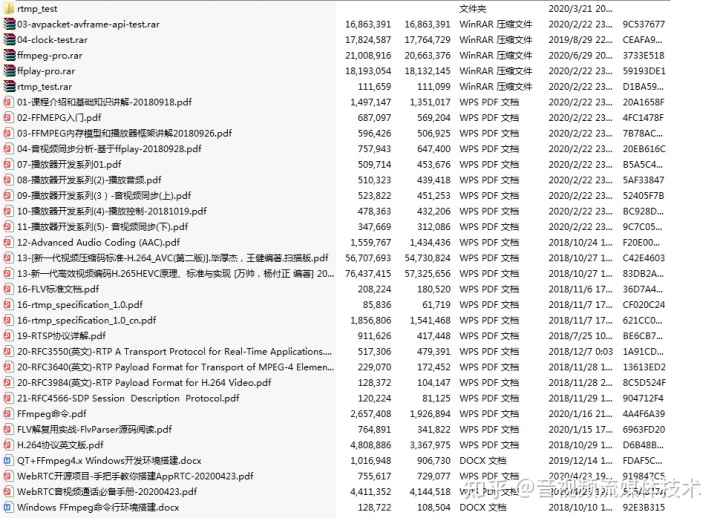 rtmp_test 文件夹 2020/3/21 20...
03-avpacket-avframe-api-test.rar 16,863,391 16,863,391 WinRAR 压缩文件 2020/2/22 23... 9C537677
04-clock-test.rar 17,824,587 17,764,729 WinRAR 压缩文件 2019/8/29 22... CEAFA9...
ffmpeg-pro.rar 21,008,916 20,663,376 WinRAR 压缩文件 2020/6/29 20... 3733E518
ffplay-pro.rar 18,193,054 18,132,145 WinRAR 压缩文件 2020/2/22 23... 59193DE1
rtmp_test.rar 111,659 111,099 WinRAR 压缩文件 2020/2/22 23... D1BA59...
01-课程介绍和基础知识讲解-20180918.pdf 1,497,147 1,351,017 WPS PDF 文档 2020/2/22 23... 20A1658F
02-FFMEPG入门.pdf 687,097 569,204 WPS PDF 文档 2020/2/22 23... 4FC1478F
03-FFMPEG内存模型和播放器框架讲解20180926.pdf 596,426 506,925 WPS PDF 文档 2020/2/22 23... 7B78AC...
04-音视频同步分析-基于ffplay-20180928.pdf 757,943 647,400 WPS PDF 文档 2020/2/22 23... 20EB616C
07-播放器开发系列01.pdf 509,714 453,676 WPS PDF 文档 2020/2/22 23... B5A5C4...
08-播放器开发系列(2)-播放音频.pdf 510,323 439,418 WPS PDF 文档 2020/2/22 23... 5AF33847
09-播放器开发系列(3）-音视频同步(上).pdf 523,822 451,253 WPS PDF 文档 2020/2/22 23... 52405F7B
10-播放器开发系列(4)-播放控制-20181019.pdf 478,363 432,206 WPS PDF 文档 2020/2/22 23... BC928D...
11-播放器开发系列(5)- 音视频同步(下).pdf 347,669 312,086 WPS PDF 文档 2020/2/22 23... 9C7C05...
12-Advanced Audio Coding (AAC).pdf 1,559,767 1,434,436 WPS PDF 文档 2018/10/24 1... F20E00...
13-[新一代视频压缩码标准-H.264_AVC(第二版)].毕厚杰，王健编著.扫描版.pdf 56,707,693 54,730,824 WPS PDF 文档 2018/10/27 1... C42E4603
13-新一代高效视频编码H.265HEVC原理、标准与实现 [万帅，杨付正 编著] 20... 76,437,415 57,325,656 WPS PDF 文档 2018/10/27 1... 83DB2A...
16-FLV标准文档.pdf 208,224 180,520 WPS PDF 文档 2018/11/6 17... 36D7A4...
16-rtmp_specification_1.0.pdf 85,836 61,719 WPS PDF 文档 2018/11/7 17... CF020C24
16-rtmp_specification_1.0_cn.pdf 1,856,806 1,541,468 WPS PDF 文档 2018/11/7 17... 621CC0...
19-RTSP协议详解.pdf 911,626 417,448 WPS PDF 文档 2018/7/25 10... BE6CB7...
20-RFC3550(英文)-RTP A Transport Protocol for Real-Time Applications.... 517,306 479,391 WPS PDF 文档 2018/12/7 0:03 1A91CD...
20-RFC3640(英文)-RTP Payload Format for Transport of MPEG-4 Elemen... 229,070 172,452 WPS PDF 文档 2018/11/28 1... 13613ED2
20-RFC3984(英文)-RTP Payload Format for H.264 Video.pdf 128,372 104,147 WPS PDF 文档 2018/11/28 2... 8C5D524F
21-RFC4566-SDP Session Description Protocol.pdf 120,224 81,125 WPS PDF 文档 2018/11/29 1... 904712F4
FFmpeg命令.pdf 2,657,408 1,926,894 WPS PDF 文档 2020/1/16 21... 4A4F6A39
FLV解复用实战-FlvParser源码阅读.pdf 764,891 341,822 WPS PDF 文档 2020/1/15 17... 6963FD20
H.264协议英文版.pdf 4,808,886 3,367,975 WPS PDF 文档 2018/10/29 1... D6B48B...
QT+FFmpeg4.x Windows开发环境搭建.docx 1,016,948 906,730 DOCX 文档 2019/12/14 1... FDAF5C...
WebRTC开源项目-手把手教你搭建AppRTC-20200423.pdf 755,617 729,077 WPS PDF 文档 2020/4/23 19... 919847C5
WebRTC音视频通话必备手册-20200423.pdf 4,411,352 4,144,518 WPS PDF 文档
Windows FFmpeg命令行环境搭建.docx 128,722 108,504 DOCX 文档 2018/10/10 1... 92E3B315
知乎 @音视频流媒体技术